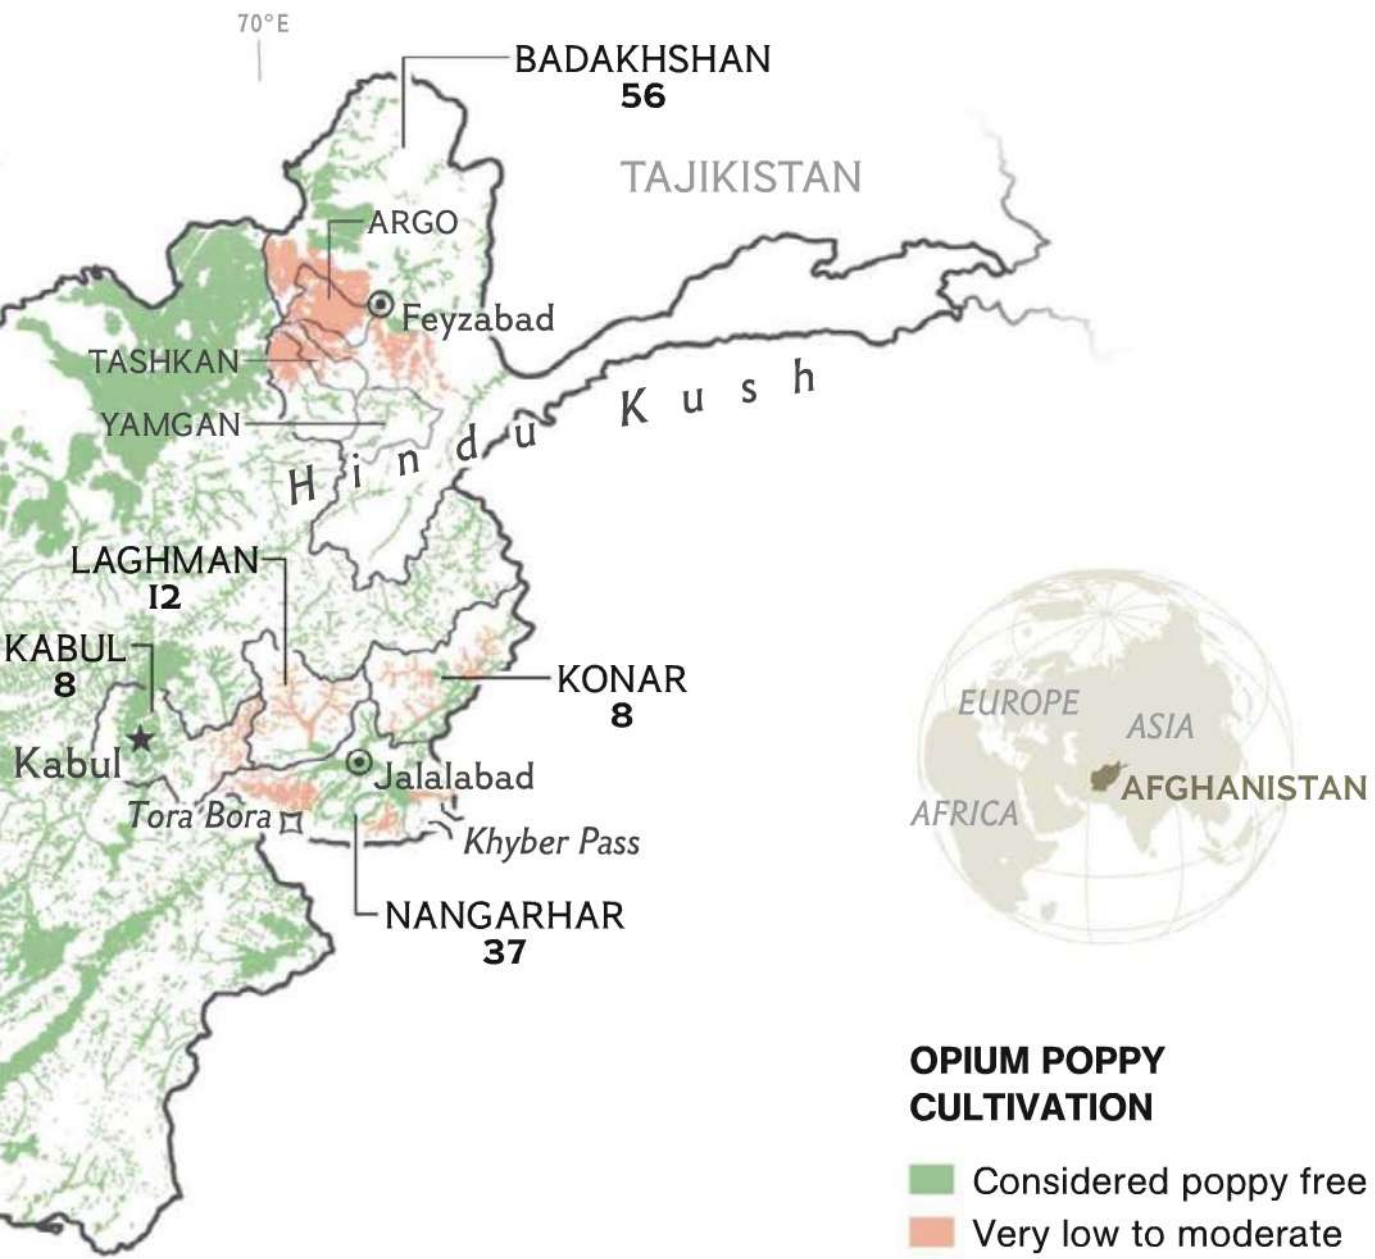 70°E
BADAKHSHAN
56
TAJIKISTAN
ARGO
Feyzabad
TASHKAN
YAMGAN
Hindu Kush
LAGHMAN
12
KABUL
8
KONAR
8
Kabul
Jalalabad
Tora Bora
Khyber Pass
NANGARHAR
37
EUROPE
ASIA
AFGHANISTAN
AFRICA
OPIUM POPPY
CULTIVATION
Considered poppy free
Very low to moderate